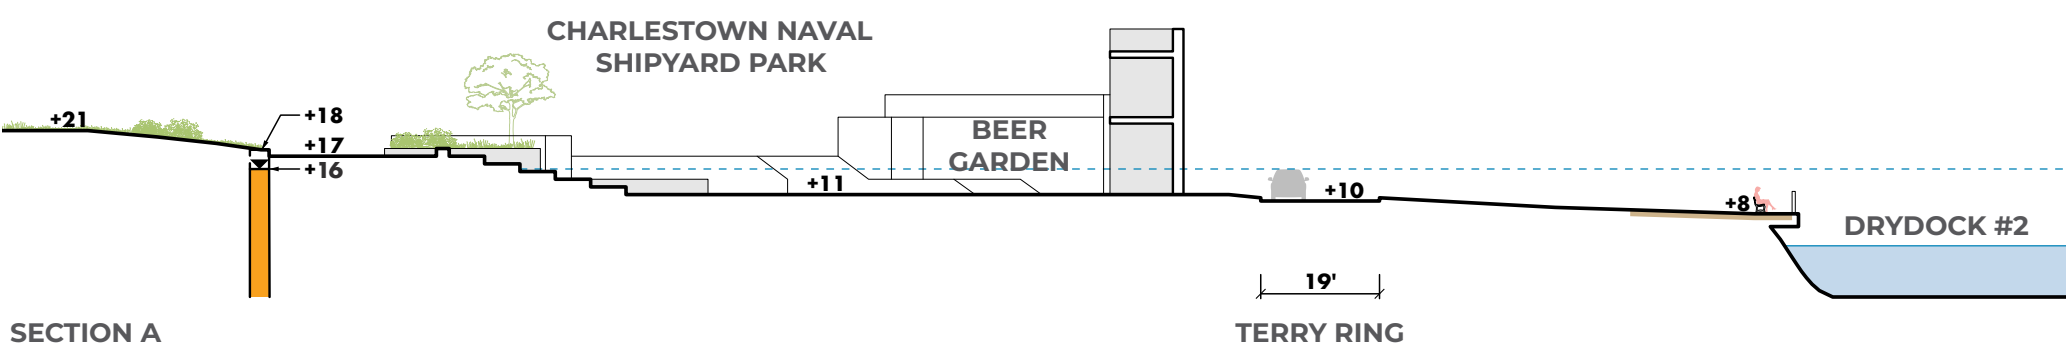 CHARLESTOWN NAVAL
SHIPYARD PARK
+21
+18
+17
+16
BEER
GARDEN
+11
+10
+8
DRYDOCK #2
19'
SECTION A
TERRY RING